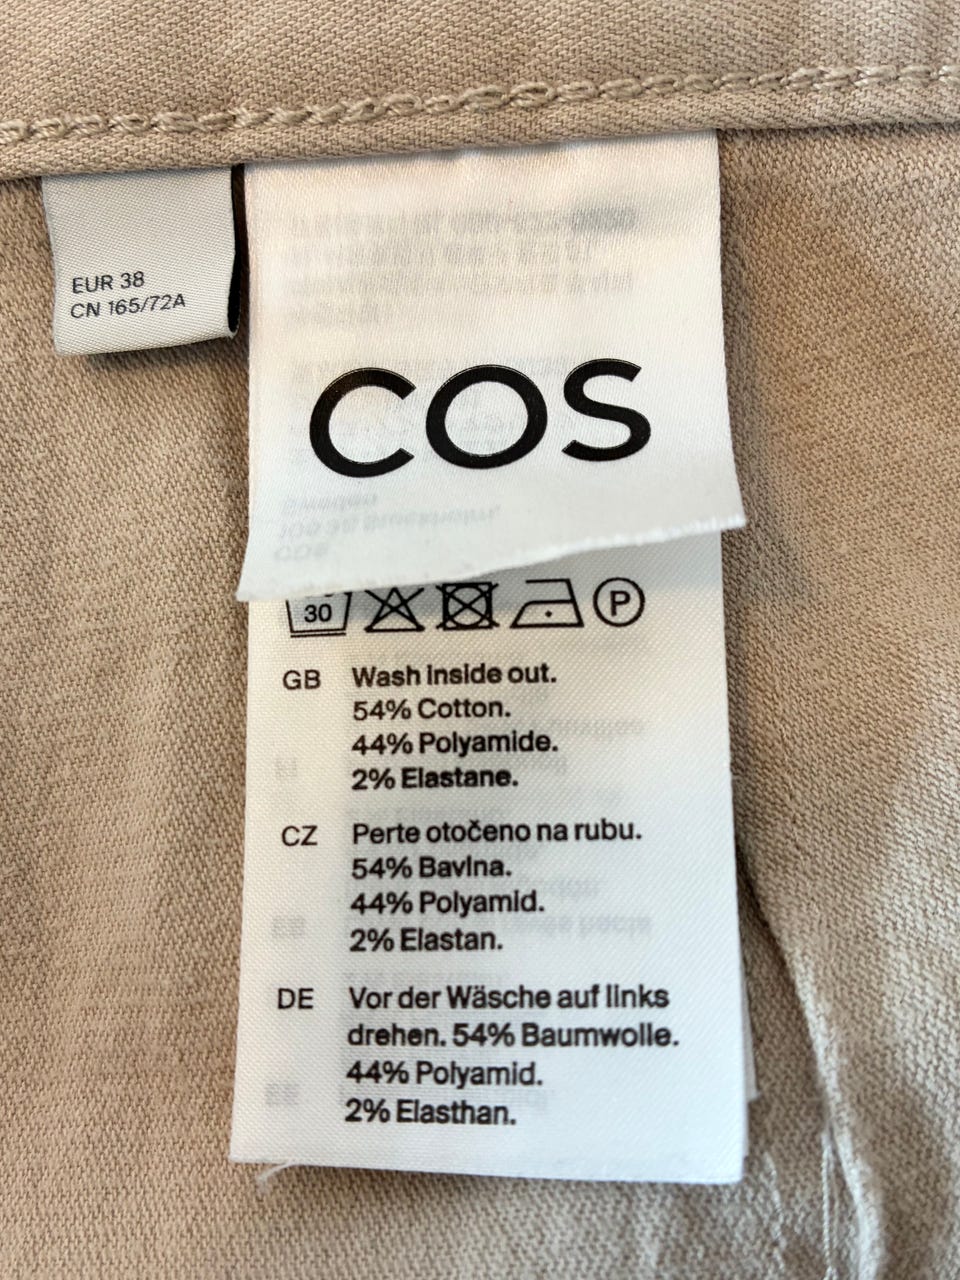 EUR 38
CN 165/72A
COS
30
P
GB Wash inside out.
54% Cotton.
44% Polyamide.
2% Elastane.
CZ Perte otočeno na rubu.
54% Bavlna.
44% Polyamid.
2% Elastan.
DE Vor der Wäsche auf links
drehen. 54% Baumwolle.
44% Polyamid.
2% Elasthan.